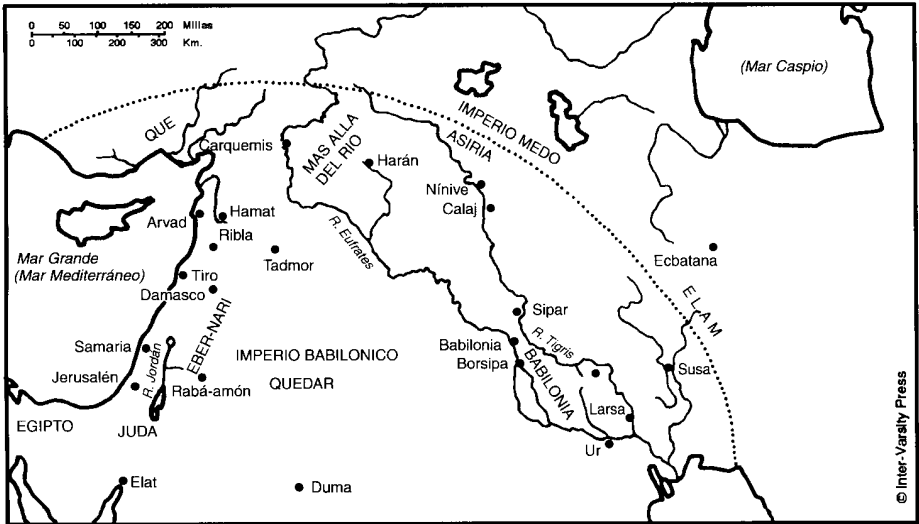 0 50 100 150 200 Millas
0 100 200 300 Km.
(Mar Caspio)
QUE
IMPERIO MEDO
ASIRIA
Carquemis
MAS ALLA
DEL RIO
Harán
Nínive
Calaj
Arvad
Hamat
Ribla
R. Eufrates
Ecbatana
Mar Grande
(Mar Mediterráneo)
Tadmor
Tiro
Damasco
EBER-NARI
ELAM
Sipar
R. Tigris
Samaria
IMPERIO BABILONICO
Babilonia
Borsipa
BABILONIA
Susa
Jerusalén
R. Jordán
Rabá-amón
QUEDAR
Larsa
EGIPTO
JUDA
Ur
Elat
Duma
© Inter-Varsity Press